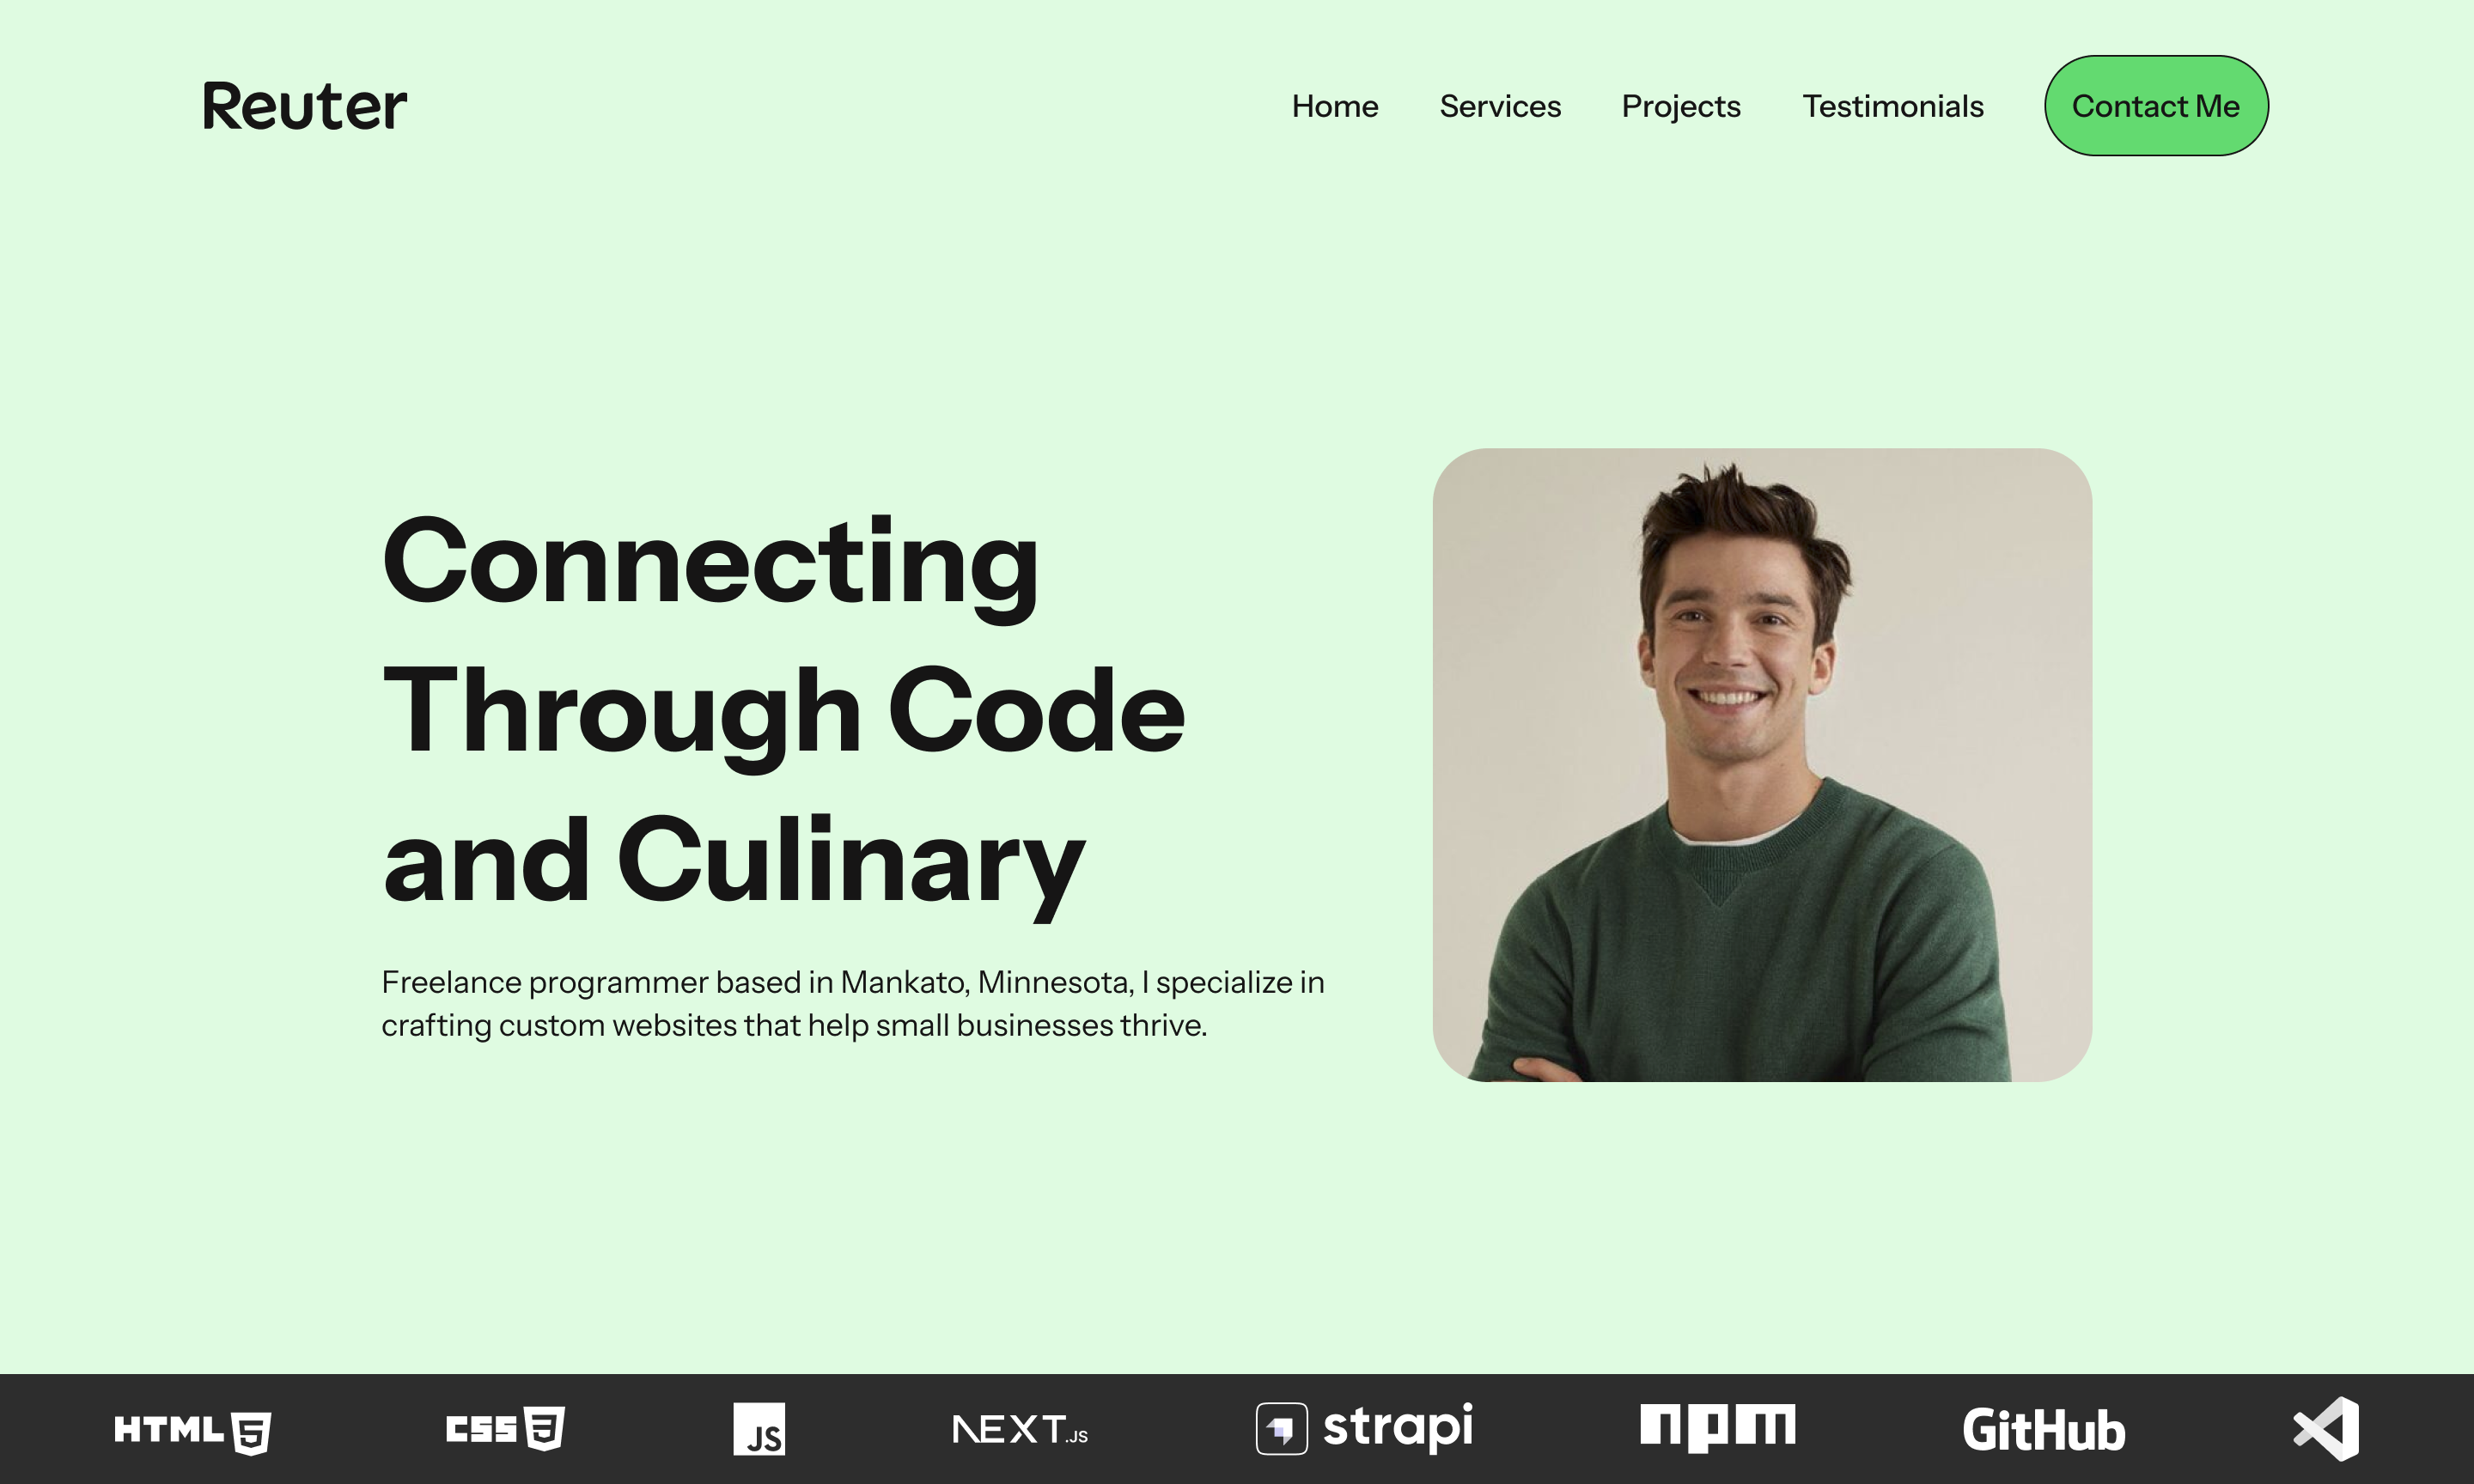 Reuter
Home Services Projects Testimonials Contact Me
Connecting
Through Code
and Culinary
Freelance programmer based in Mankato, Minnesota, I specialize in
crafting custom websites that help small businesses thrive.
HTML 5 CSS 3 JS NEXT.JS strapi npm GitHub